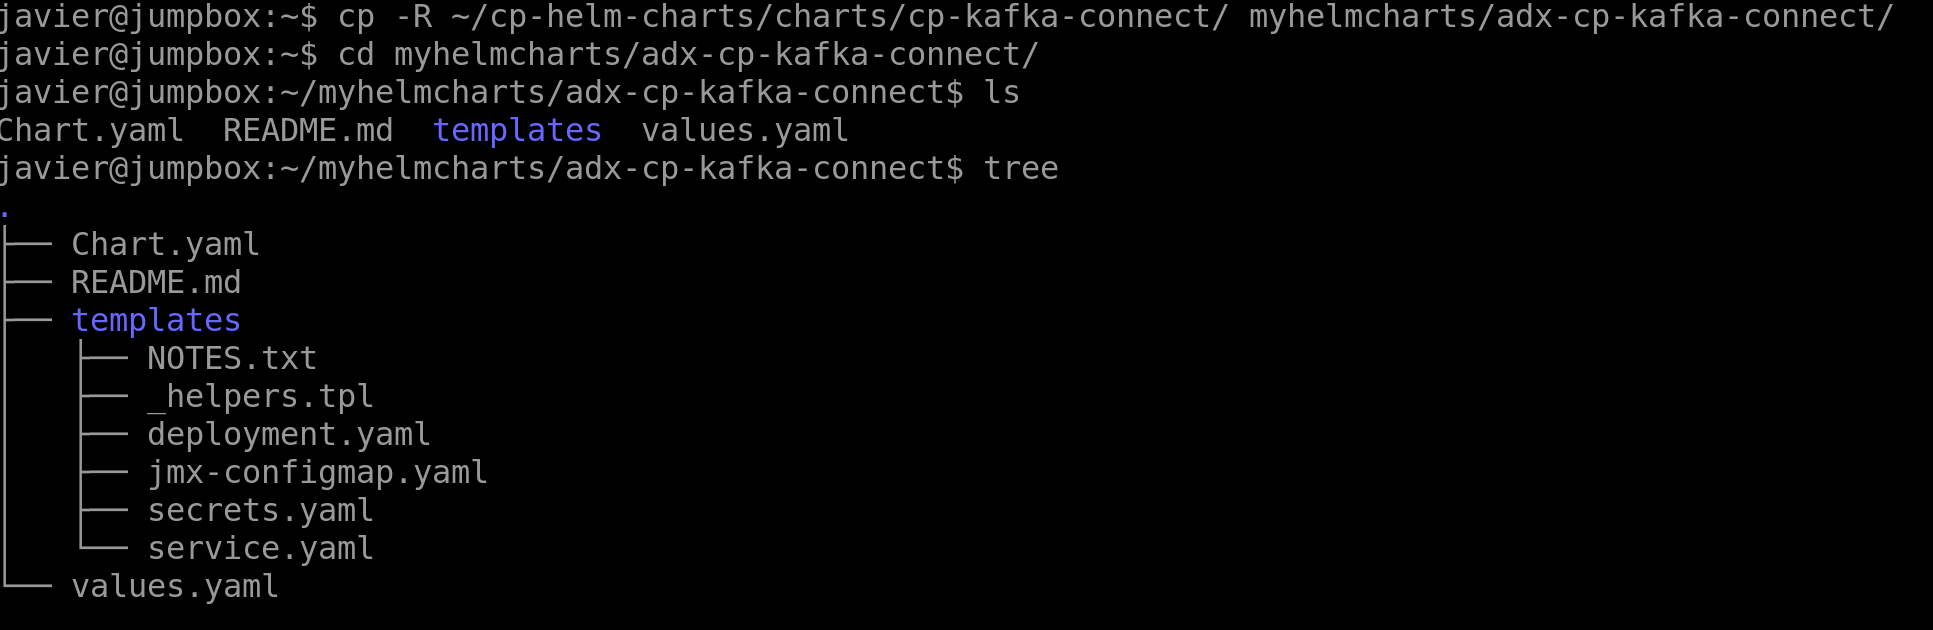 javier@jumpbox:~$ cp -R ~/cp-helm-charts/charts/cp-kafka-connect/ myhelmcharts/adx-cp-kafka-connect/
javier@jumpbox:~$ cd myhelmcharts/adx-cp-kafka-connect/
javier@jumpbox:~/myhelmcharts/adx-cp-kafka-connect$ ls
Chart.yaml  README.md  templates  values.yaml
javier@jumpbox:~/myhelmcharts/adx-cp-kafka-connect$ tree
.
├── Chart.yaml
├── README.md
├── templates
│   ├── NOTES.txt
│   ├── _helpers.tpl
│   ├── deployment.yaml
│   ├── jmx-configmap.yaml
│   ├── secrets.yaml
│   └── service.yaml
└── values.yaml